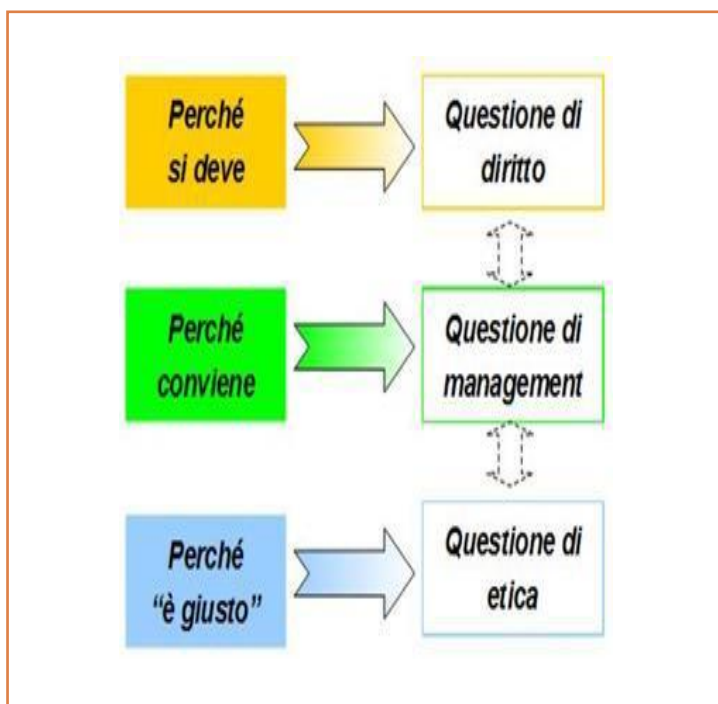 Perché
si deve
Questione di
diritto
Perché
conviene
Questione di
management
Perché
“è giusto”
Questione di
etica